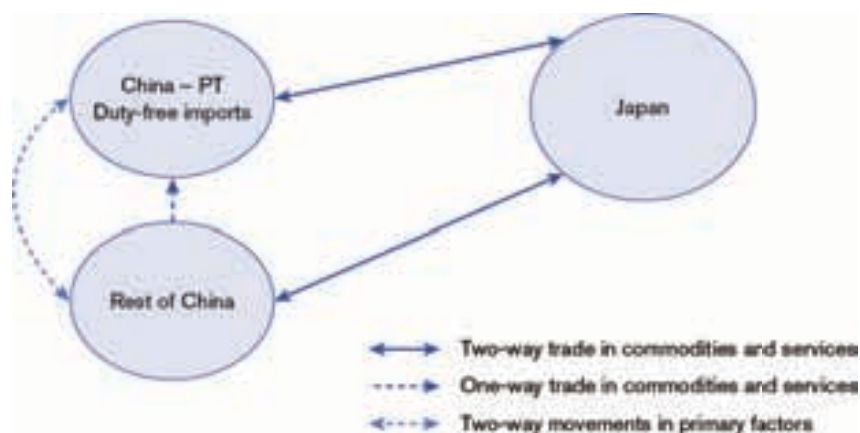 China – PT
Duty-free imports
Japan
Rest of China
Two-way trade in commodities and services
One-way trade in commodities and services
Two-way movements in primary factors